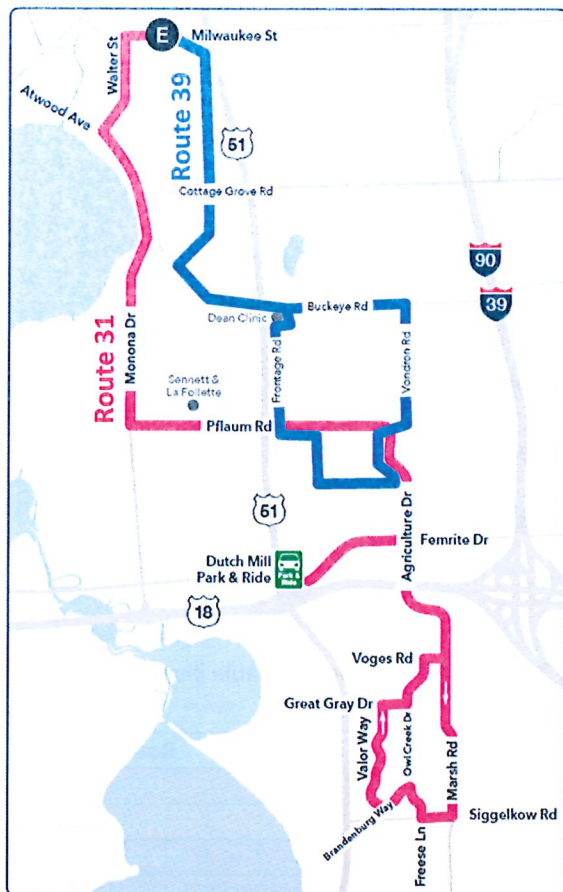 E
Milwaukee St
Walter St
Atwood Ave
Route 39
51
Cottage Grove Rd
90
39
Buckeye Rd
Dean Clinic
Monona Dr
Route 31
Frontage Rd
Vondron Rd
Sennett &
La Follette
Pflaum Rd
51
Agriculture Dr
Femrite Dr
Dutch Mill
Park & Ride
Park &
Ride
18
Voges Rd
Great Gray Dr
Valor Way
Owl Creek Dr
Marsh Rd
Brandenburg Way
Siggelkow Rd
Freese Ln